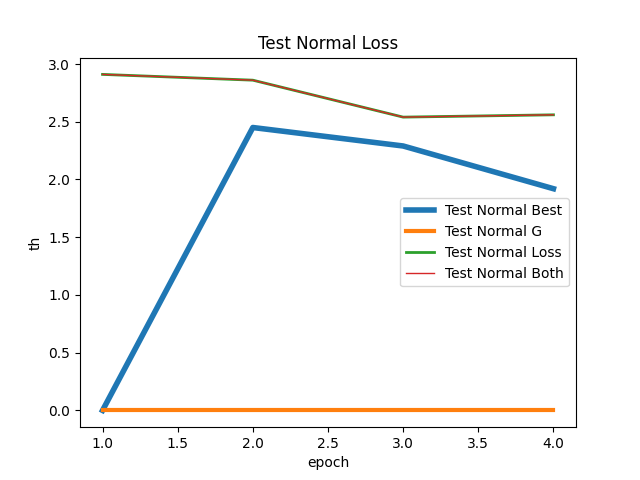 Test Normal Loss
3.0
2.5
2.0
1.5
1.0
0.5
0.0
th
Test Normal Best
Test Normal G
Test Normal Loss
Test Normal Both
1.0 1.5 2.0 2.5 3.0 3.5 4.0
epoch